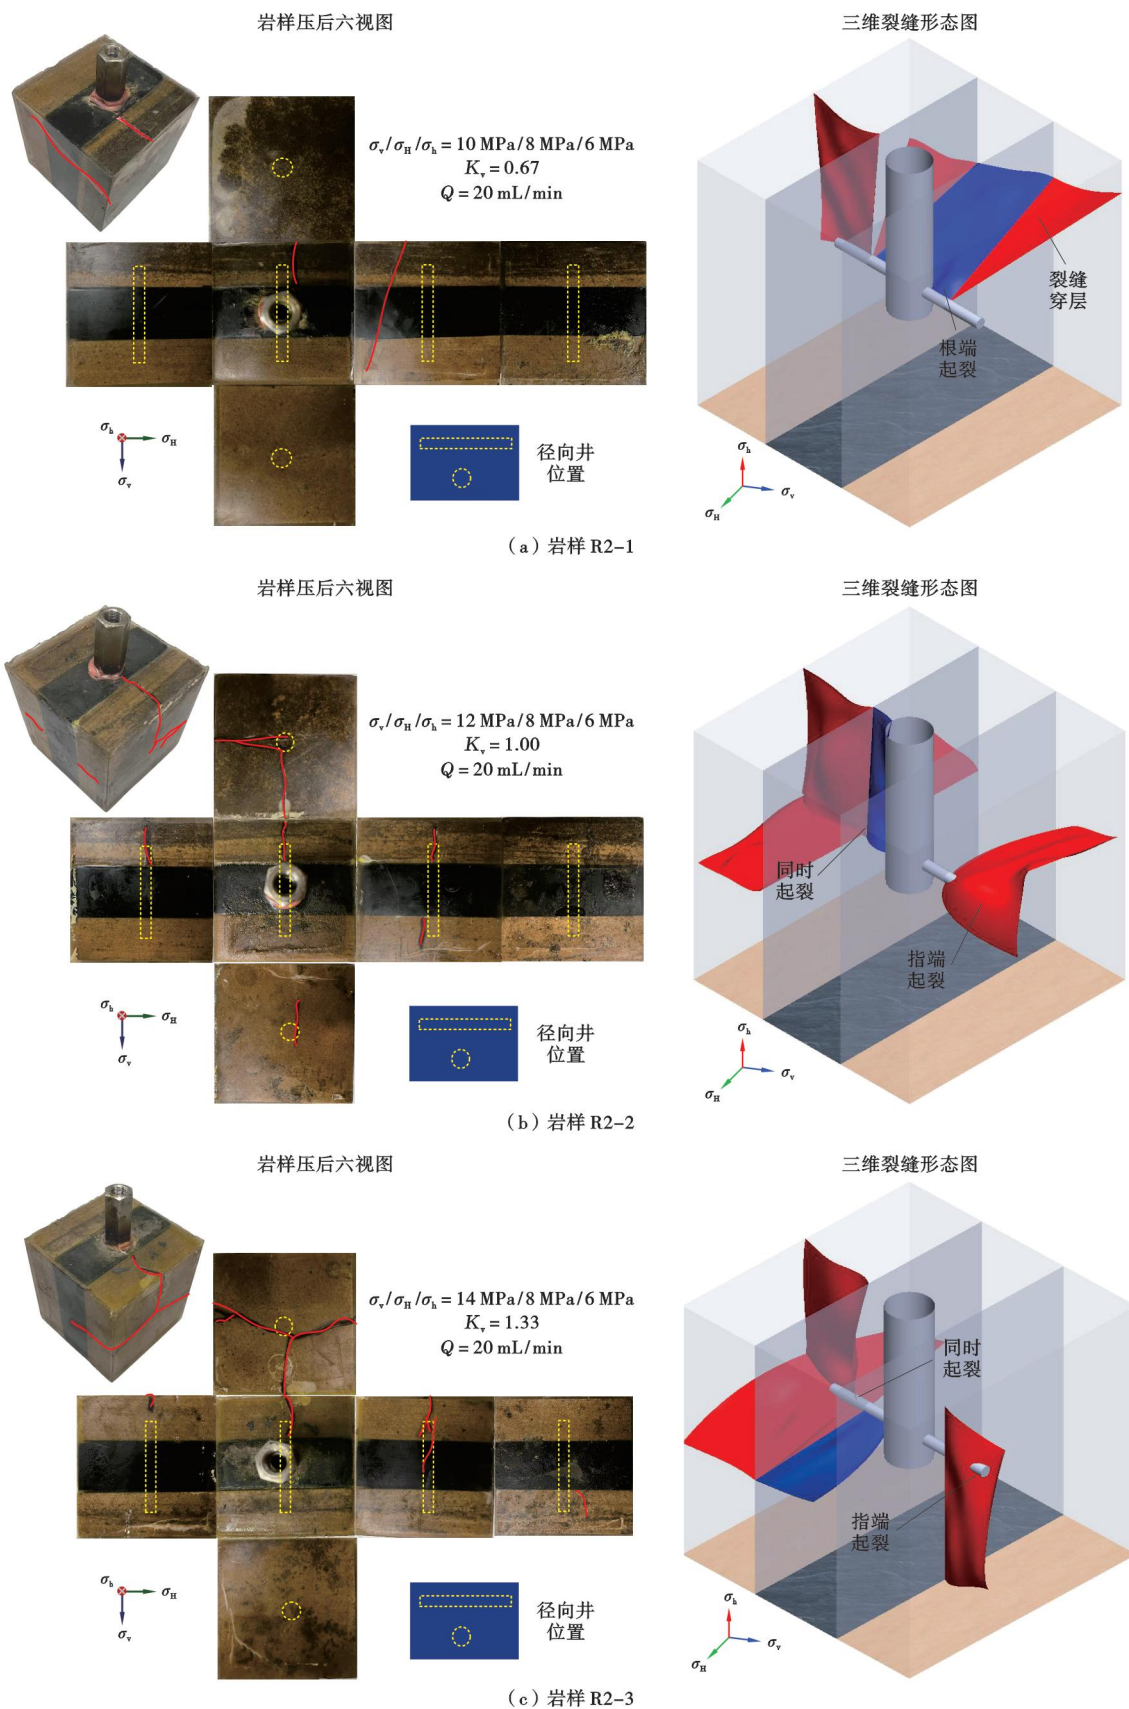 岩样压后六视图
三维裂缝形态图
σv/σH/σh = 10 MPa/8 MPa/6 MPa
Kv = 0.67
Q = 20 mL/min
裂缝
穿层
根端
起裂
σh
σH
σv
径向井
位置
σh
σv
σH
(a)岩样 R2-1
岩样压后六视图
三维裂缝形态图
σv/σH/σh = 12 MPa/8 MPa/6 MPa
Kv = 1.00
Q = 20 mL/min
同时
起裂
指端
起裂
σh
σH
σv
径向井
位置
σh
σv
σH
(b)岩样 R2-2
岩样压后六视图
三维裂缝形态图
σv/σH/σh = 14 MPa/8 MPa/6 MPa
Kv = 1.33
Q = 20 mL/min
同时
起裂
指端
起裂
σh
σH
σv
径向井
位置
σh
σv
σH
(c)岩样 R2-3